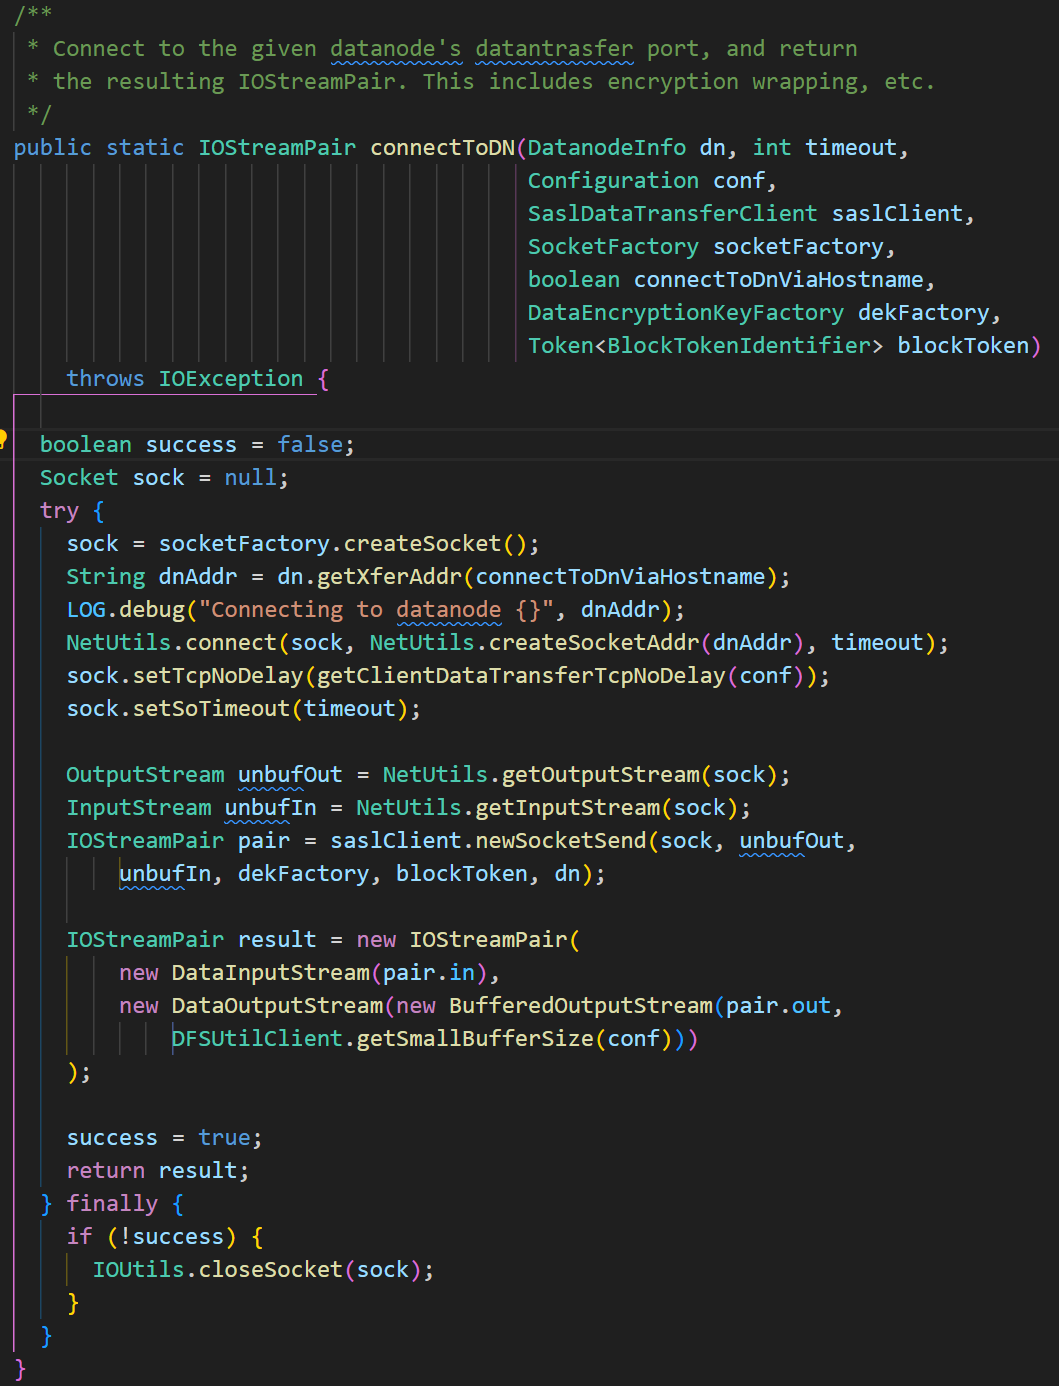 /**
 * Connect to the given datanode's datantrasfer port, and return
 * the resulting IOStreamPair. This includes encryption wrapping, etc.
 */
public static IOStreamPair connectToDN(DatanodeInfo dn, int timeout,
                                       Configuration conf,
                                       SaslDataTransferClient saslClient,
                                       SocketFactory socketFactory,
                                       boolean connectToDnViaHostname,
                                       DataEncryptionKeyFactory dekFactory,
                                       Token<BlockTokenIdentifier> blockToken)
    throws IOException {

  boolean success = false;
  Socket sock = null;
  try {
    sock = socketFactory.createSocket();
    String dnAddr = dn.getXferAddr(connectToDnViaHostname);
    LOG.debug("Connecting to datanode {}", dnAddr);
    NetUtils.connect(sock, NetUtils.createSocketAddr(dnAddr), timeout);
    sock.setTcpNoDelay(getClientDataTransferTcpNoDelay(conf));
    sock.setSoTimeout(timeout);

    OutputStream unbufOut = NetUtils.getOutputStream(sock);
    InputStream unbufIn = NetUtils.getInputStream(sock);
    IOStreamPair pair = saslClient.newSocketSend(sock, unbufOut,
        unbufIn, dekFactory, blockToken, dn);

    IOStreamPair result = new IOStreamPair(
        new DataInputStream(pair.in),
        new DataOutputStream(new BufferedOutputStream(pair.out,
            DFSUtilClient.getSmallBufferSize(conf)))
    );

    success = true;
    return result;
  } finally {
    if (!success) {
      IOUtils.closeSocket(sock);
    }
  }
}